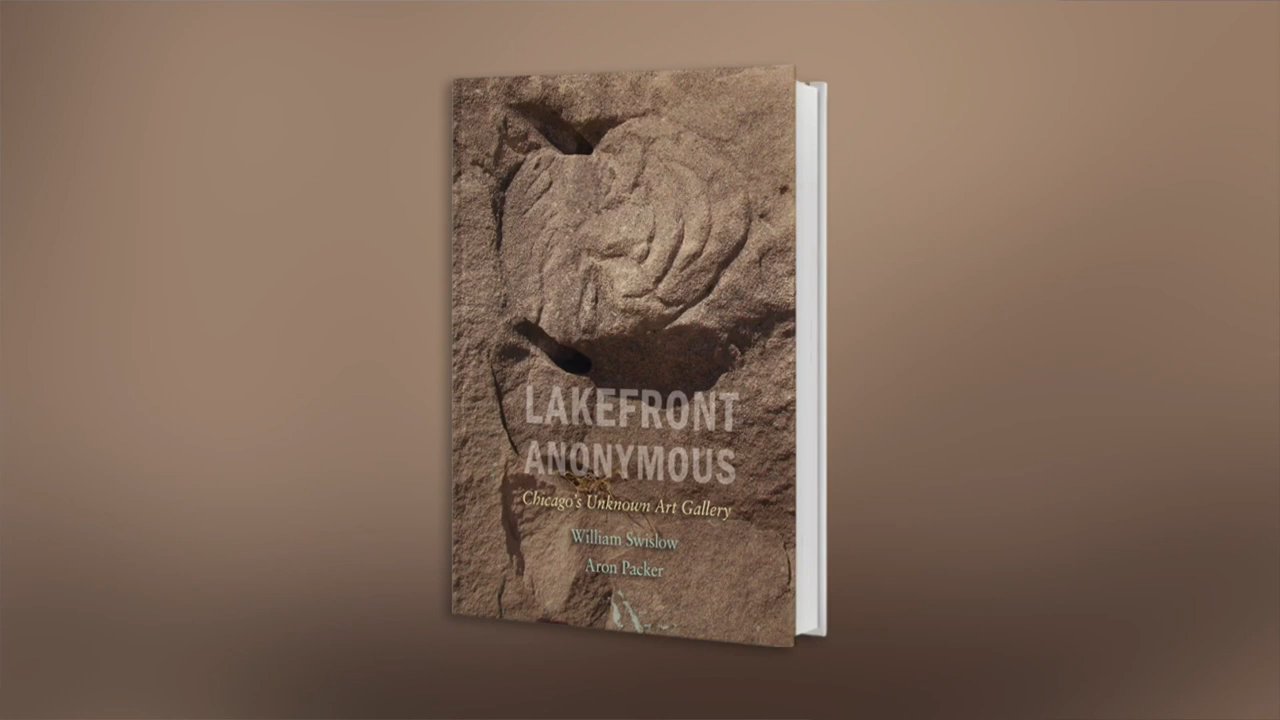 LAKEFRONT
ANONYMOUS
Chicago's Unknown Art Gallery
William Swislow
Aron Packer